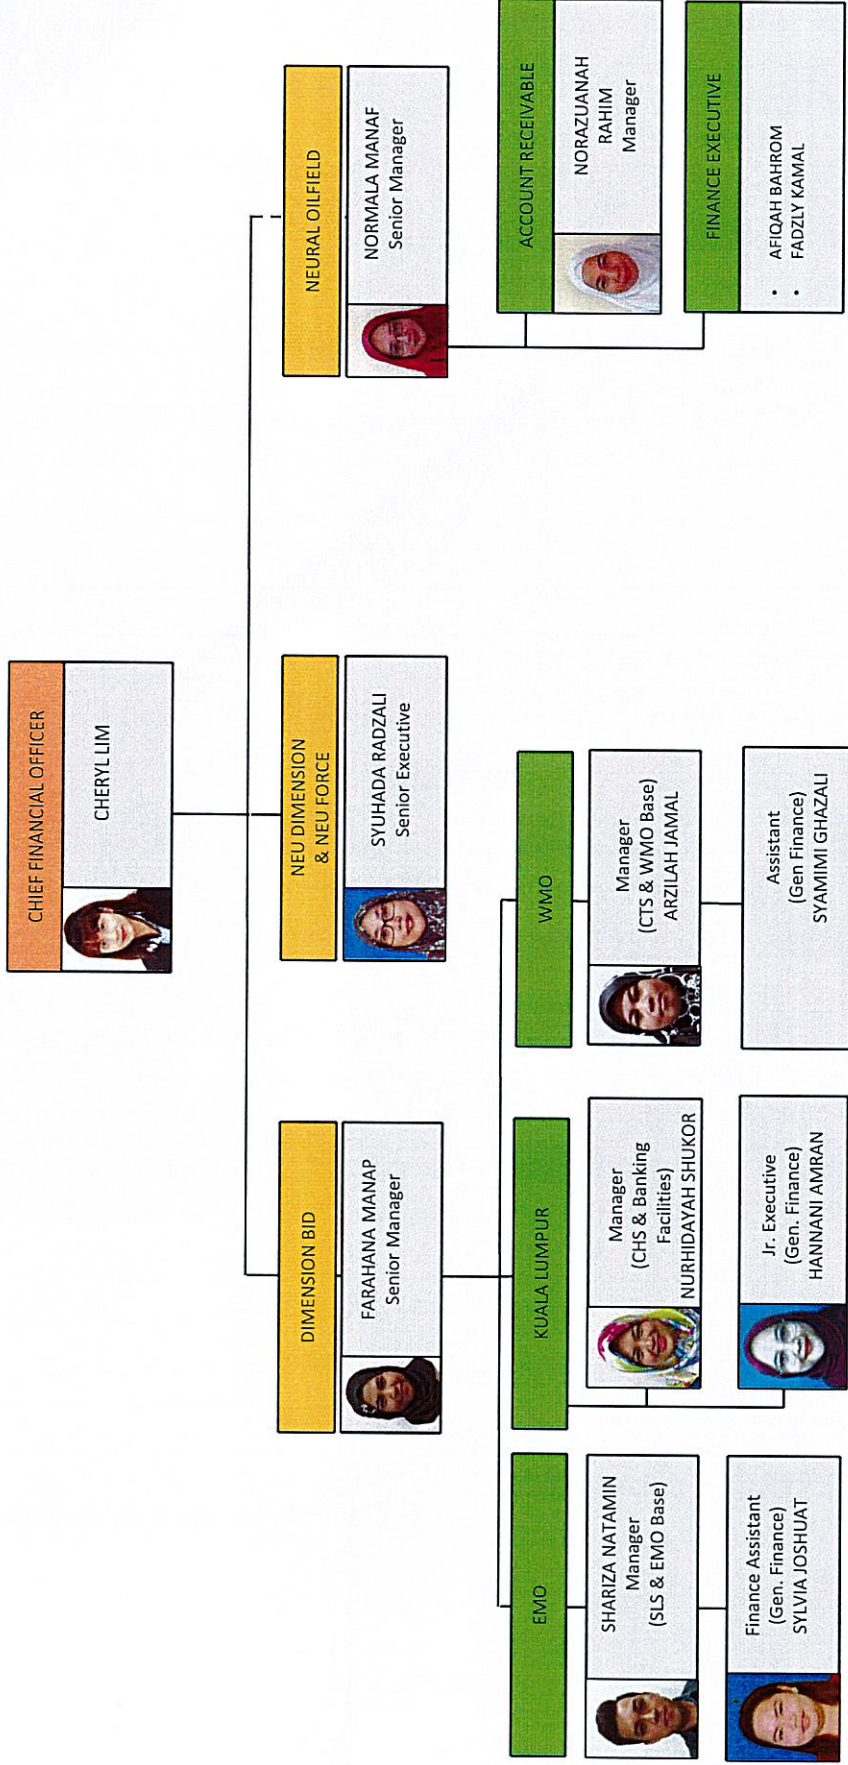 CHIEF FINANCIAL OFFICER
CHERYL LIM
DIMENSION BID
FARAHANA MANAP
Senior Manager
NEU DIMENSION
& NEU FORCE
SYUHADA RADZALI
Senior Executive
NEURAL OILFIELD
NORMALA MANAF
Senior Manager
EMO
SHARIZA NATAMIN
Manager
(SLS & EMO Base)
Finance Assistant
(Gen. Finance)
SYLVIA JOSHUAT
KUALA LUMPUR
Manager
(CHS & Banking
Facilities)
NURHIDAYAH SHUKOR
Jr. Executive
(Gen. Finance)
HANNANI AMRAN
WMO
Manager
(CTS & WMO Base)
ARZILAH JAMAL
Assistant
(Gen Finance)
SYAMIMI GHAZALI
ACCOUNT RECEIVABLE
NORAZUANAH
RAHIM
Manager
FINANCE EXECUTIVE
• AFIQAH BAHROM
• FADZLY KAMAL